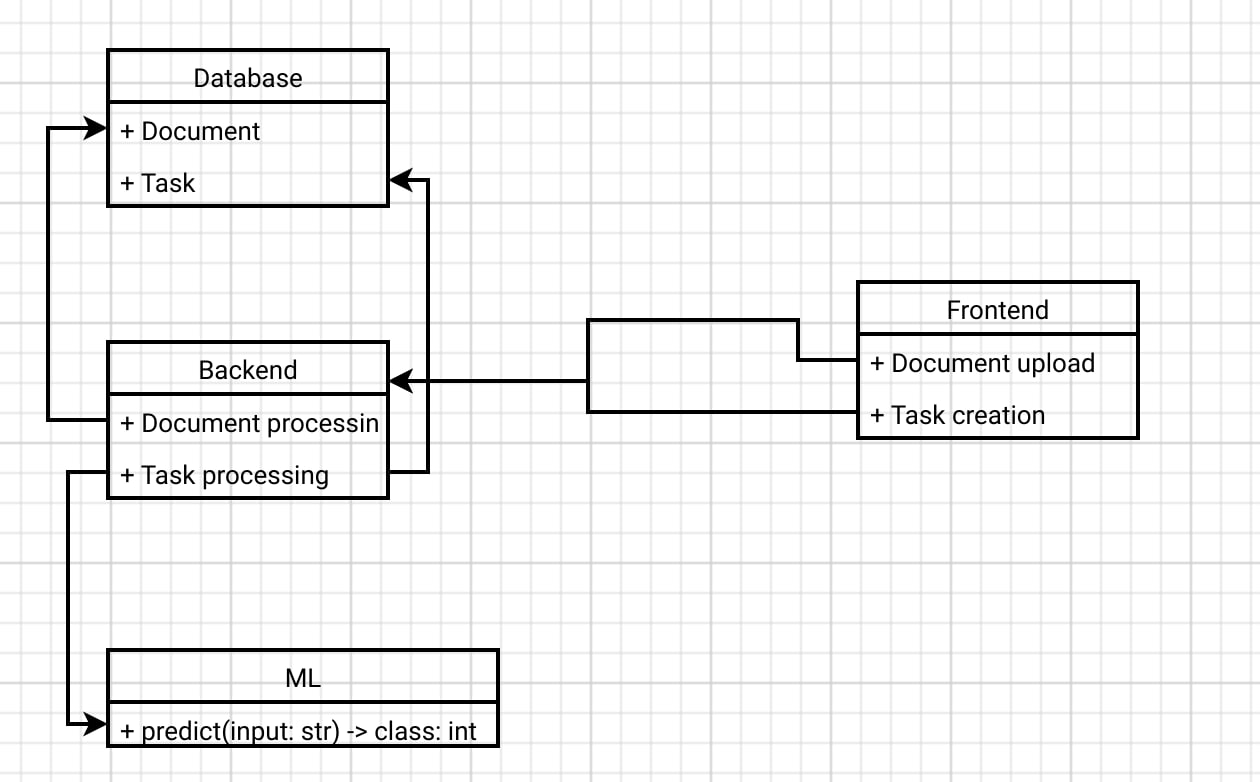 Database
+ Document
+ Task
Backend
+ Document processin
+ Task processing
Frontend
+ Document upload
+ Task creation
ML
+ predict(input: str) -> class: int